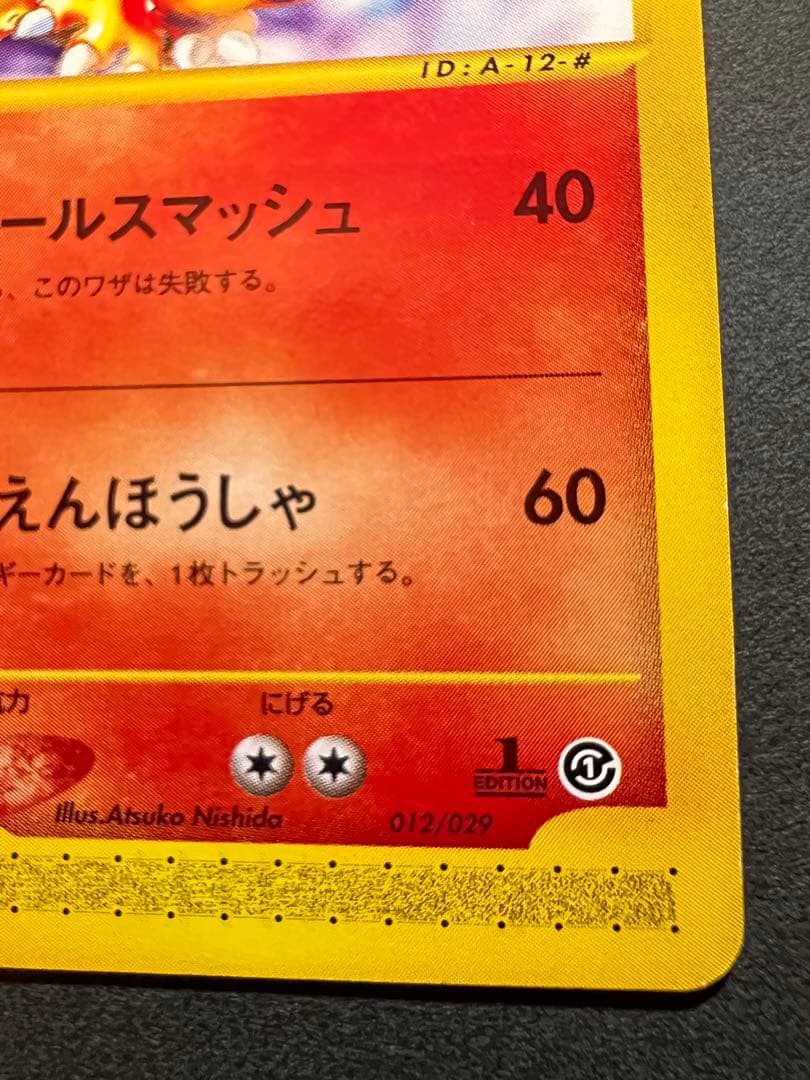 ID:A-12-#
ールスマッシュ 40
、このワザは失敗する。
えんほうしゃ 60
ギーカードを、1枚トラッシュする。
力 にげる
1
EDITION
1
Illus.Atsuko Nishida 012/029